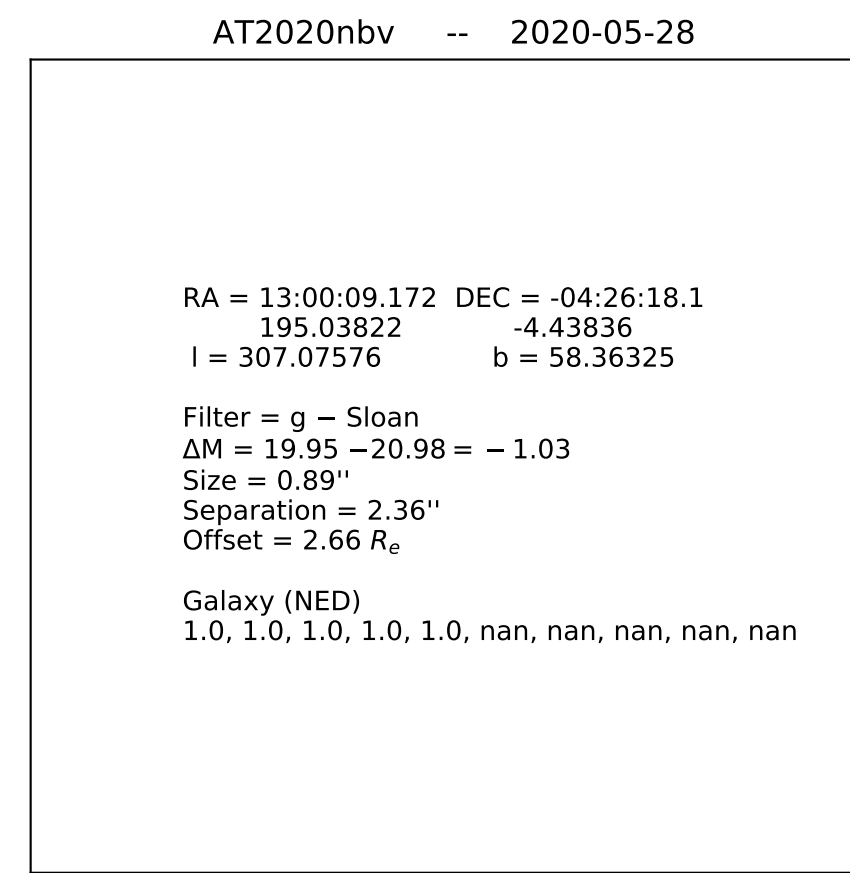 AT2020nbv -- 2020-05-28
RA = 13:00:09.172 DEC = -04:26:18.1
195.03822 -4.43836
l = 307.07576 b = 58.36325
Filter = g − Sloan
ΔM = 19.95 −20.98 = − 1.03
Size = 0.89''
Separation = 2.36''
Offset = 2.66 Rₑ
Galaxy (NED)
1.0, 1.0, 1.0, 1.0, 1.0, nan, nan, nan, nan, nan